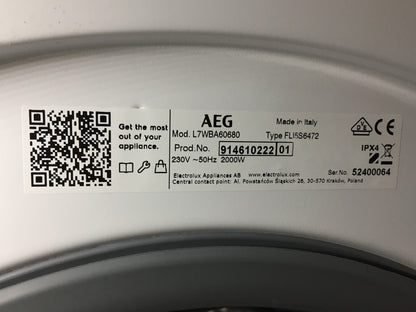 Get the most
out of your
appliance.
AEG
Made in Italy
Mod. L7WBA60680
Type FLI5S6472
Prod.No. 914610222 01
230V ~50Hz 2000W
IPX4
Ser.No. 52400064
Electrolux Appliances AB www.electrolux.com
Central contact point: Al. Powstańców Śląskich 26, 30-570 Kraków, Poland